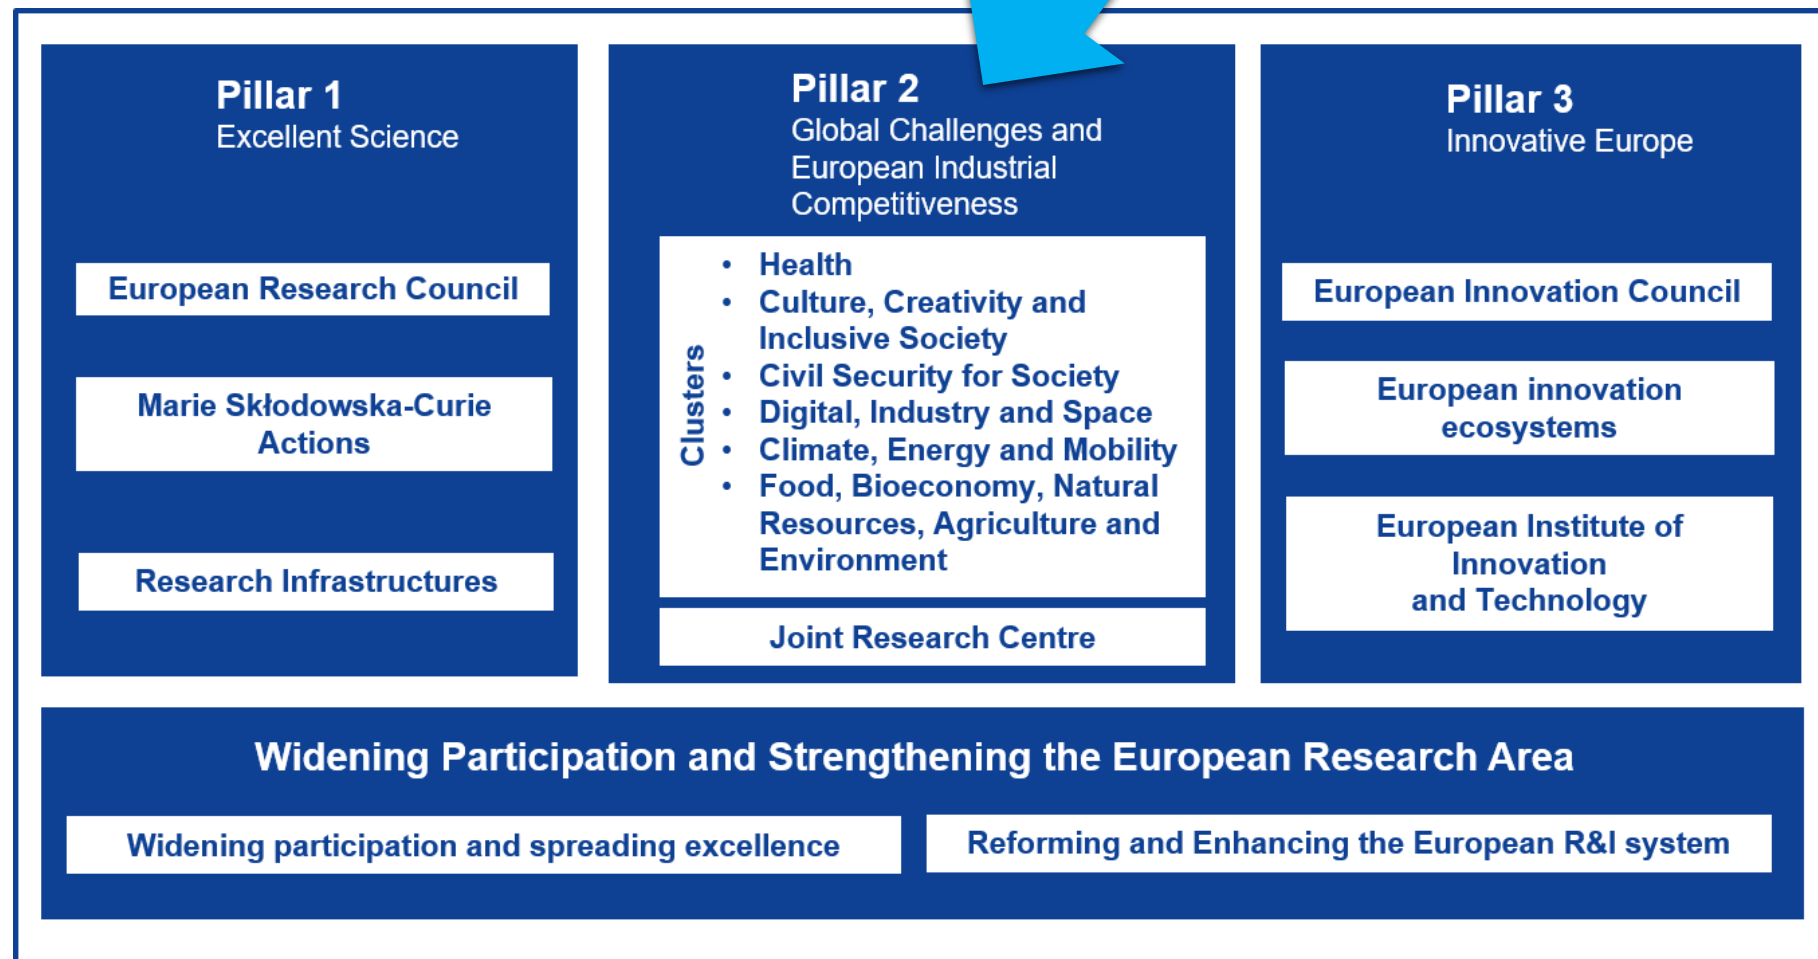 Pillar 1
Excellent Science
European Research Council
Marie Skłodowska-Curie
Actions
Research Infrastructures
Pillar 2
Global Challenges and
European Industrial
Competitiveness
Clusters
• Health
• Culture, Creativity and
Inclusive Society
• Civil Security for Society
• Digital, Industry and Space
• Climate, Energy and Mobility
• Food, Bioeconomy, Natural
Resources, Agriculture and
Environment
Joint Research Centre
Pillar 3
Innovative Europe
European Innovation Council
European innovation
ecosystems
European Institute of
Innovation
and Technology
Widening Participation and Strengthening the European Research Area
Widening participation and spreading excellence
Reforming and Enhancing the European R&I system